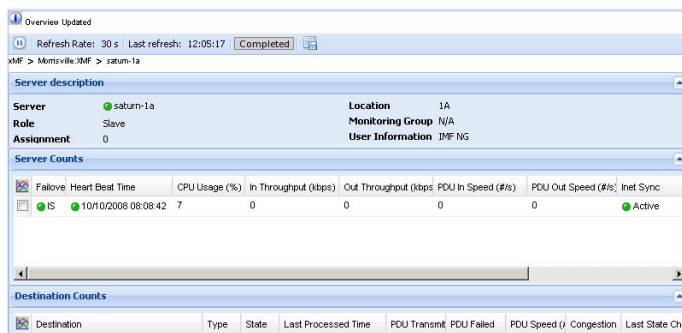 Overview Updated
Refresh Rate: 30 s Last refresh: 12:05:17 Completed
xMF > Morrisville:XMF > saturn-1a
Server description
Server saturn-1a Location 1A
Role Slave Monitoring Group N/A
Assignment 0 User Information IMF NG
Server Counts
Failove Heart Beat Time CPU Usage (%) In Throughput (kbps) Out Throughput (kbps PDU In Speed (#/s) PDU Out Speed (#/s) Inet Sync
IS 10/10/2008 08:08:42 7 0 0 0 0 Active
Destination Counts
Destination Type State Last Processed Time PDU Transmit PDU Failed PDU Speed (/ Congestion Last State Ch